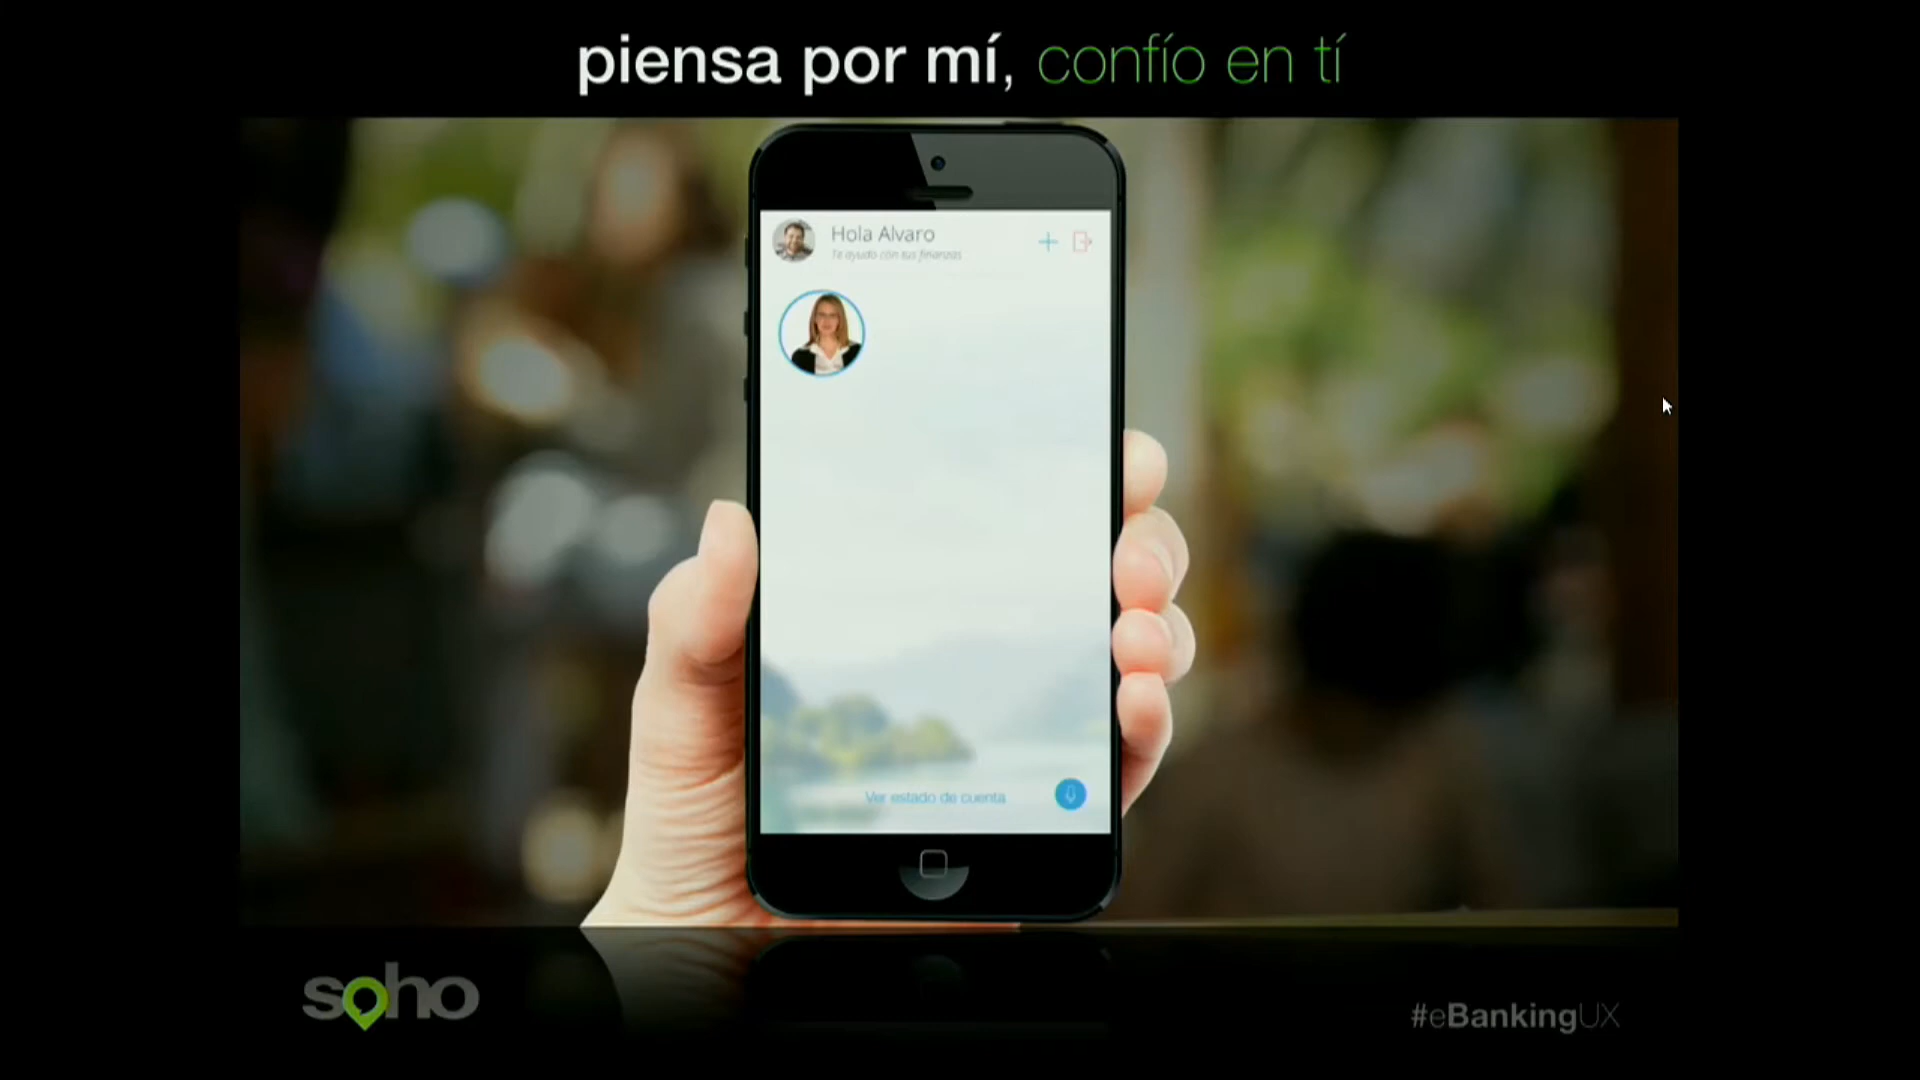 piensa por mí, confío en tí
Hola Alvaro
Te ayudo con tus finanzas
Ver estado de cuenta
soho
#eBankingUX